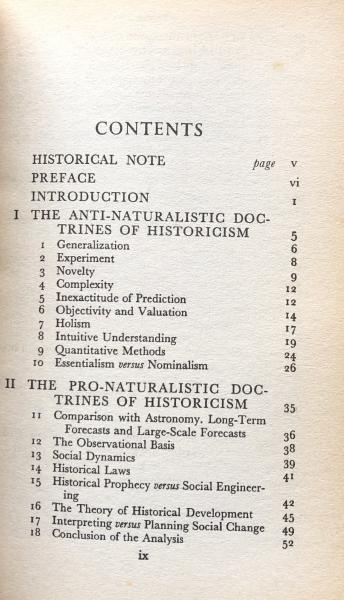 CONTENTS
HISTORICAL NOTE page v
PREFACE vi
INTRODUCTION 1
I THE ANTI-NATURALISTIC DOC-
TRINES OF HISTORICISM 5
1 Generalization 6
2 Experiment 8
3 Novelty 9
4 Complexity 12
5 Inexactitude of Prediction 12
6 Objectivity and Valuation 14
7 Holism 17
8 Intuitive Understanding 19
9 Quantitative Methods 24
10 Essentialism versus Nominalism 26
II THE PRO-NATURALISTIC DOC-
TRINES OF HISTORICISM 35
11 Comparison with Astronomy. Long-Term
Forecasts and Large-Scale Forecasts 36
12 The Observational Basis 38
13 Social Dynamics 39
14 Historical Laws 41
15 Historical Prophecy versus Social Engineer-
ing 42
16 The Theory of Historical Development 45
17 Interpreting versus Planning Social Change 49
18 Conclusion of the Analysis 52
ix